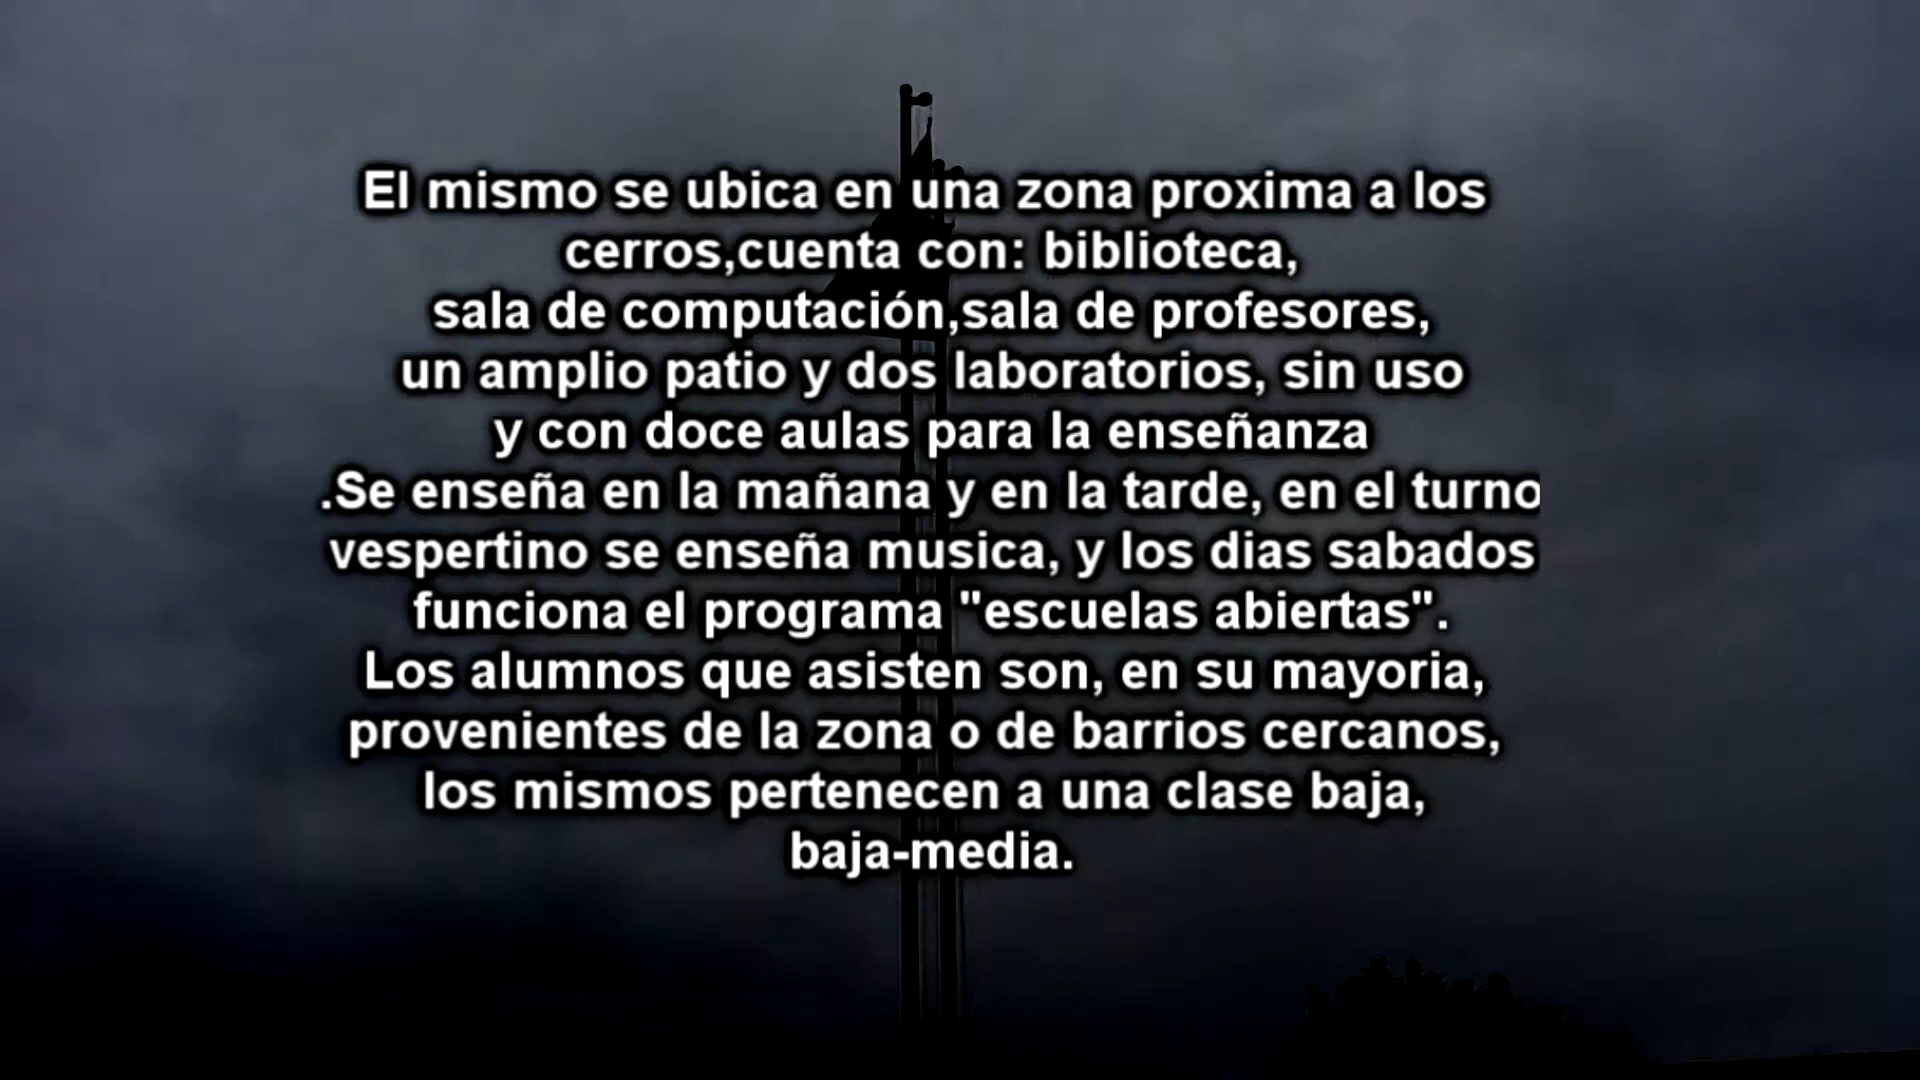 El mismo se ubica en una zona proxima a los
cerros,cuenta con: biblioteca,
sala de computación,sala de profesores,
un amplio patio y dos laboratorios, sin uso
y con doce aulas para la enseñanza
.Se enseña en la mañana y en la tarde, en el turno
vespertino se enseña musica, y los dias sabados
funciona el programa "escuelas abiertas".
Los alumnos que asisten son, en su mayoria,
provenientes de la zona o de barrios cercanos,
los mismos pertenecen a una clase baja,
baja-media.